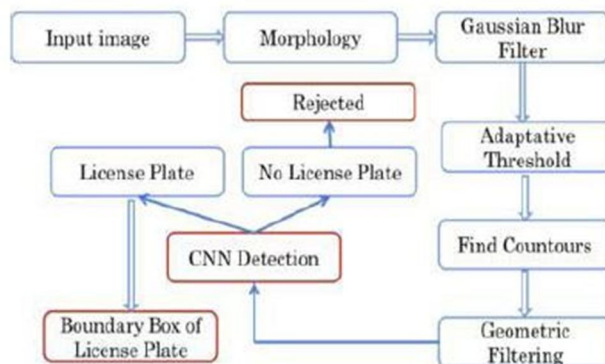 Input image
Morphology
Gaussian Blur
Filter
Rejected
Adaptative
Threshold
License Plate
No License Plate
CNN Detection
Find Countours
Boundary Box of
License Plate
Geometric
Filtering